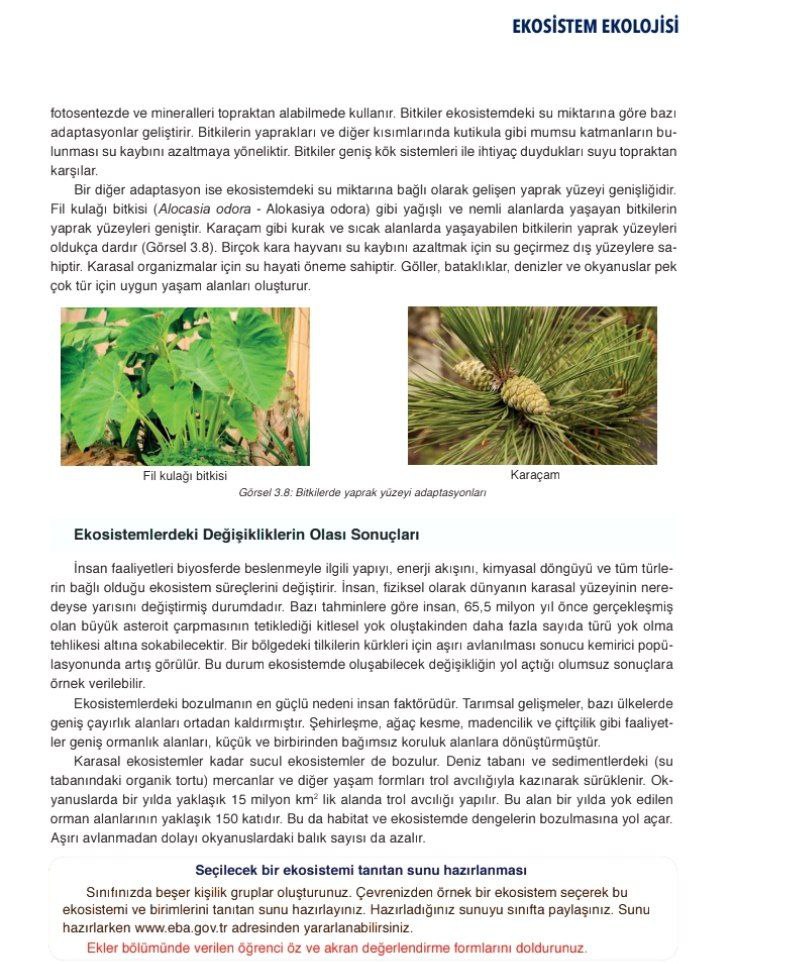 EKOSİSTEM EKOLOJİSİ
fotosentezde ve mineralleri topraktan alabilmede kullanır. Bitkiler ekosistemdeki su miktarına göre bazı
adaptasyonlar geliştirir. Bitkilerin yaprakları ve diğer kısımlarında kutikula gibi mumsu katmanların bu-
lunması su kaybını azaltmaya yöneliktir. Bitkiler geniş kök sistemleri ile ihtiyaç duydukları suyu topraktan
karşılar.
Bir diğer adaptasyon ise ekosistemdeki su miktarına bağlı olarak gelişen yaprak yüzeyi genişliğidir.
Fil kulağı bitkisi (Alocasia odora - Alokasiya odora) gibi yağışlı ve nemli alanlarda yaşayan bitkilerin
yaprak yüzeyleri geniştir. Karaçam gibi kurak ve sıcak alanlarda yaşayabilen bitkilerin yaprak yüzeyleri
oldukça dardır (Görsel 3.8). Birçok kara hayvanı su kaybını azaltmak için su geçirmez dış yüzeylere sa-
hiptir. Karasal organizmalar için su hayati öneme sahiptir. Göller, bataklıklar, denizler ve okyanuslar pek
çok tür için uygun yaşam alanları oluşturur.
Fil kulağı bitkisi
Karaçam
Görsel 3.8: Bitkilerde yaprak yüzeyi adaptasyonları
Ekosistemlerdeki Değişikliklerin Olası Sonuçları
İnsan faaliyetleri biyosferde beslenmeyle ilgili yapıyı, enerji akışını, kimyasal döngüyü ve tüm türle-
rin bağlı olduğu ekosistem süreçlerini değiştirir. İnsan, fiziksel olarak dünyanın karasal yüzeyinin nere-
deyse yarısını değiştirmiş durumdadır. Bazı tahminlere göre insan, 65,5 milyon yıl önce gerçekleşmiş
olan büyük asteroit çarpmasının tetiklediği kitlesel yok oluştakinden daha fazla sayıda türü yok olma
tehlikesi altına sokabilecektir. Bir bölgedeki tilkilerin kürkleri için aşırı avlanılması sonucu kemirici popü-
lasyonunda artış görülür. Bu durum ekosistemde oluşabilecek değişikliğin yol açtığı olumsuz sonuçlara
örnek verilebilir.
Ekosistemlerdeki bozulmanın en güçlü nedeni insan faktörüdür. Tarımsal gelişmeler, bazı ülkelerde
geniş çayırlık alanları ortadan kaldırmıştır. Şehirleşme, ağaç kesme, madencilik ve çiftçilik gibi faaliyet-
ler geniş ormanlık alanları, küçük ve birbirinden bağımsız koruluk alanlara dönüştürmüştür.
Karasal ekosistemler kadar sucul ekosistemler de bozulur. Deniz tabanı ve sedimentlerdeki (su
tabanındaki organik tortu) mercanlar ve diğer yaşam formları trol avcılığıyla kazınarak sürüklenir. Ok-
yanuslarda bir yılda yaklaşık 15 milyon km² lik alanda trol avcılığı yapılır. Bu alan bir yılda yok edilen
orman alanlarının yaklaşık 150 katıdır. Bu da habitat ve ekosistemde dengelerin bozulmasına yol açar.
Aşırı avlanmadan dolayı okyanuslardaki balık sayısı da azalır.
Seçilecek bir ekosistemi tanıtan sunu hazırlanması
Sınıfınızda beşer kişilik gruplar oluşturunuz. Çevrenizden örnek bir ekosistem seçerek bu
ekosistemi ve birimlerini tanıtan sunu hazırlayınız. Hazırladığınız sunuyu sınıfta paylaşınız. Sunu
hazırlarken www.eba.gov.tr adresinden yararlanabilirsiniz.
Ekler bölümünde verilen öğrenci öz ve akran değerlendirme formlarını doldurunuz.